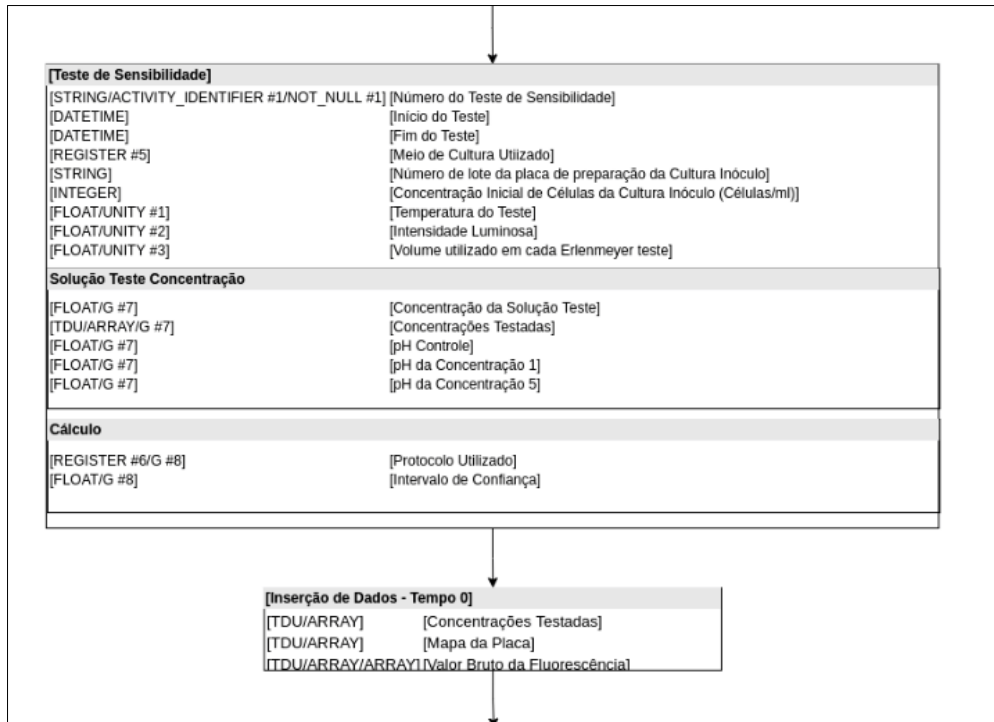 [Teste de Sensibilidade]
[STRING/ACTIVITY_IDENTIFIER #1/NOT_NULL #1] [Número do Teste de Sensibilidade]
[DATETIME] [Início do Teste]
[DATETIME] [Fim do Teste]
[REGISTER #5] [Meio de Cultura Utiizado]
[STRING] [Número de lote da placa de preparação da Cultura Inóculo]
[INTEGER] [Concentração Inicial de Células da Cultura Inóculo (Células/ml)]
[FLOAT/UNITY #1] [Temperatura do Teste]
[FLOAT/UNITY #2] [Intensidade Luminosa]
[FLOAT/UNITY #3] [Volume utilizado em cada Erlenmeyer teste]
Solução Teste Concentração
[FLOAT/G #7] [Concentração da Solução Teste]
[TDU/ARRAY/G #7] [Concentrações Testadas]
[FLOAT/G #7] [pH Controle]
[FLOAT/G #7] [pH da Concentração 1]
[FLOAT/G #7] [pH da Concentração 5]
Cálculo
[REGISTER #6/G #8] [Protocolo Utilizado]
[FLOAT/G #8] [Intervalo de Confiança]
[Inserção de Dados - Tempo 0]
[TDU/ARRAY] [Concentrações Testadas]
[TDU/ARRAY] [Mapa da Placa]
[TDU/ARRAY/ARRAY] [Valor Bruto da Fluorescência]